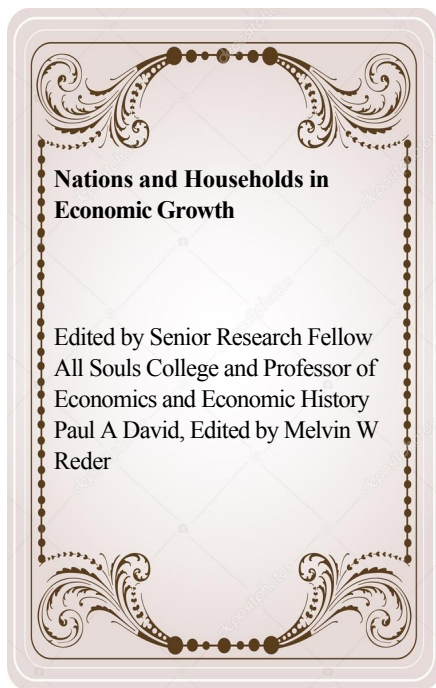 Nations and Households in
Economic Growth
Edited by Senior Research Fellow
All Souls College and Professor of
Economics and Economic History
Paul A David, Edited by Melvin W
Reder